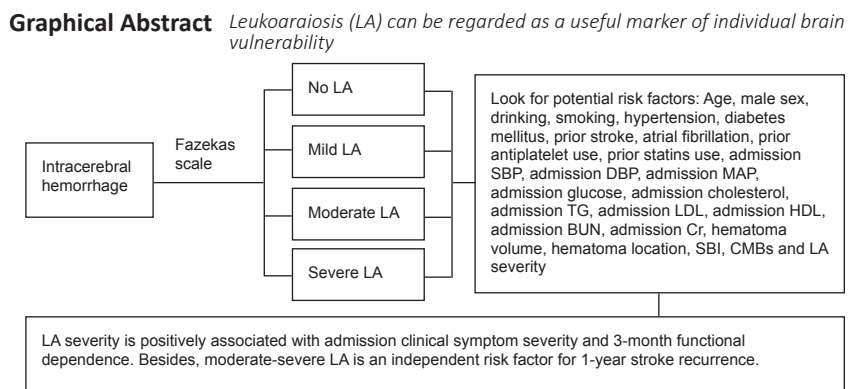 Graphical Abstract Leukoaraiosis (LA) can be regarded as a useful marker of individual brain
vulnerability
Intracerebral
hemorrhage
Fazekas
scale
No LA
Mild LA
Moderate LA
Severe LA
Look for potential risk factors: Age, male sex,
drinking, smoking, hypertension, diabetes
mellitus, prior stroke, atrial fibrillation, prior
antiplatelet use, prior statins use, admission
SBP, admission DBP, admission MAP,
admission glucose, admission cholesterol,
admission TG, admission LDL, admission HDL,
admission BUN, admission Cr, hematoma
volume, hematoma location, SBI, CMBs and LA
severity
LA severity is positively associated with admission clinical symptom severity and 3-month functional
dependence. Besides, moderate-severe LA is an independent risk factor for 1-year stroke recurrence.